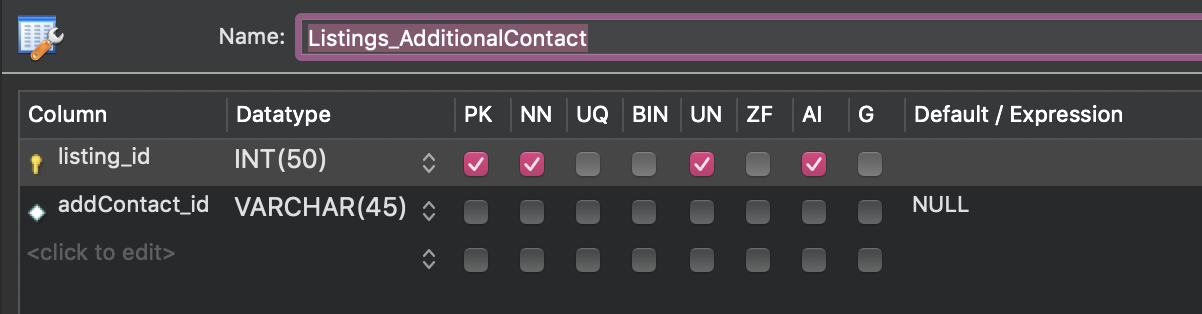 Name: Listings_AdditionalContact
Column Datatype PK NN UQ BIN UN ZF AI G Default / Expression
listing_id INT(50)
addContact_id VARCHAR(45) NULL
<click to edit>